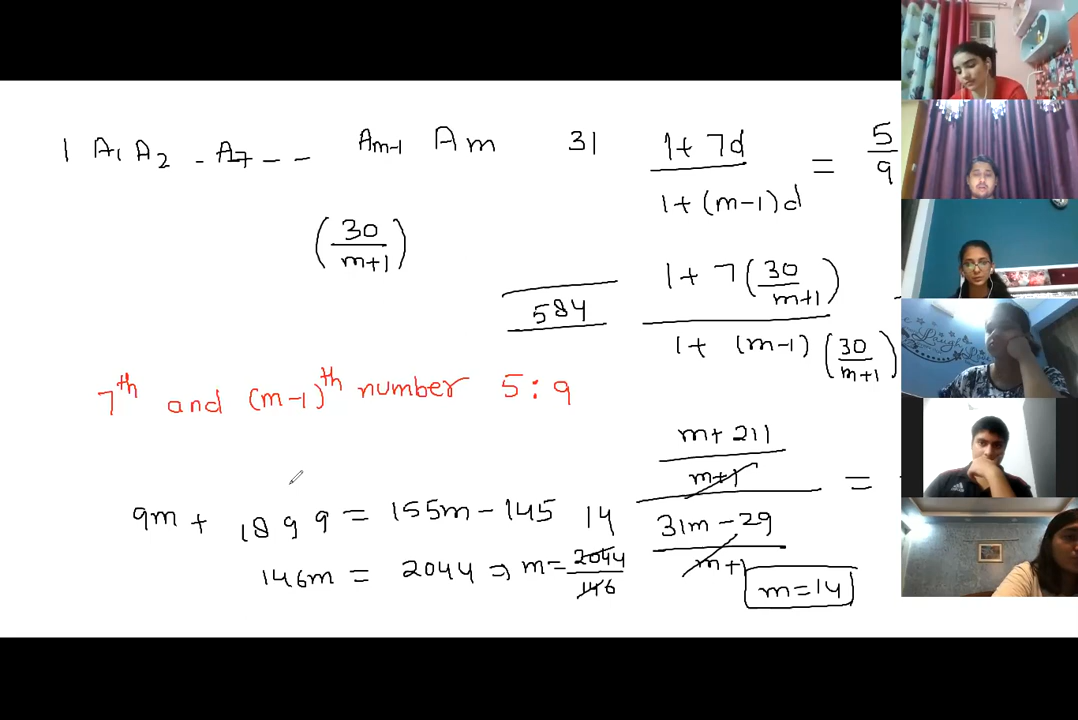 1 A₁ A₂ - A₇ - - Aₘ₋₁ Aₘ 31
(30/m+1)
584
7th and (m-1)th number 5 : 9
9m + 1899 = 155m - 145
146m = 2044 ⇒ m = 2044/146 14
1+7d / 1+(m-1)d = 5/9
1+7(30/m+1) / 1+(m-1)(30/m+1)
m+211 / m+1 / 31m-29 / m+1 =
m=14